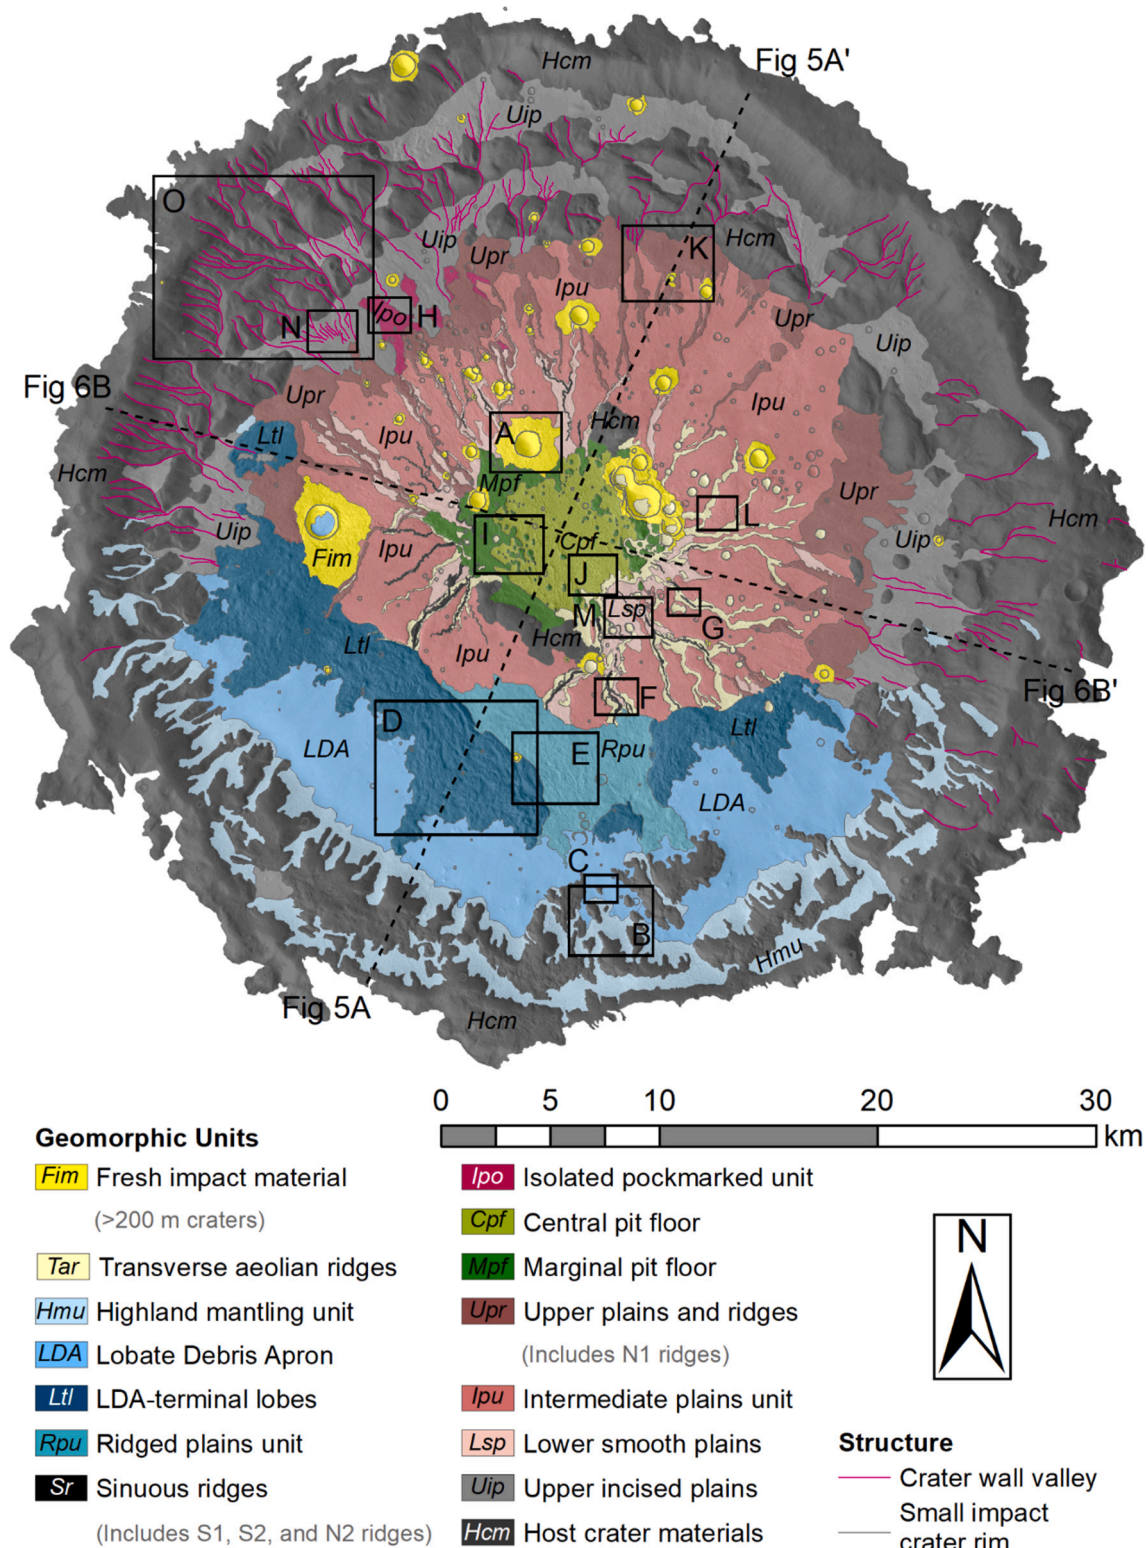 Fig 5A'
Hcm
Uip
O
Uip
Upr
K
Hcm
Ipu
Ipo
H
N
Upr
Uip
Fig 6B
Upr
Ipu
Ltl
Ipu
A
Hcm
Hcm
Mpf
Upr
L
Hcm
Uip
Ipu
I
Cpf
Uip
Fim
J
M
Lsp
G
Hcm
Ltl
Ipu
Fig 6B'
F
D
Ltl
LDA
E
Rpu
LDA
C
B
Hmu
Fig 5A
Hcm
0 5 10 20 30
km
Geomorphic Units
Fim Fresh impact material
(>200 m craters)
Tar Transverse aeolian ridges
Hmu Highland mantling unit
LDA Lobate Debris Apron
Ltl LDA-terminal lobes
Rpu Ridged plains unit
Sr Sinuous ridges
(Includes S1, S2, and N2 ridges)
Ipo Isolated pockmarked unit
Cpf Central pit floor
Mpf Marginal pit floor
Upr Upper plains and ridges
(Includes N1 ridges)
Ipu Intermediate plains unit
Lsp Lower smooth plains
Uip Upper incised plains
Hcm Host crater materials
N
Structure
Crater wall valley
Small impact
crater rim